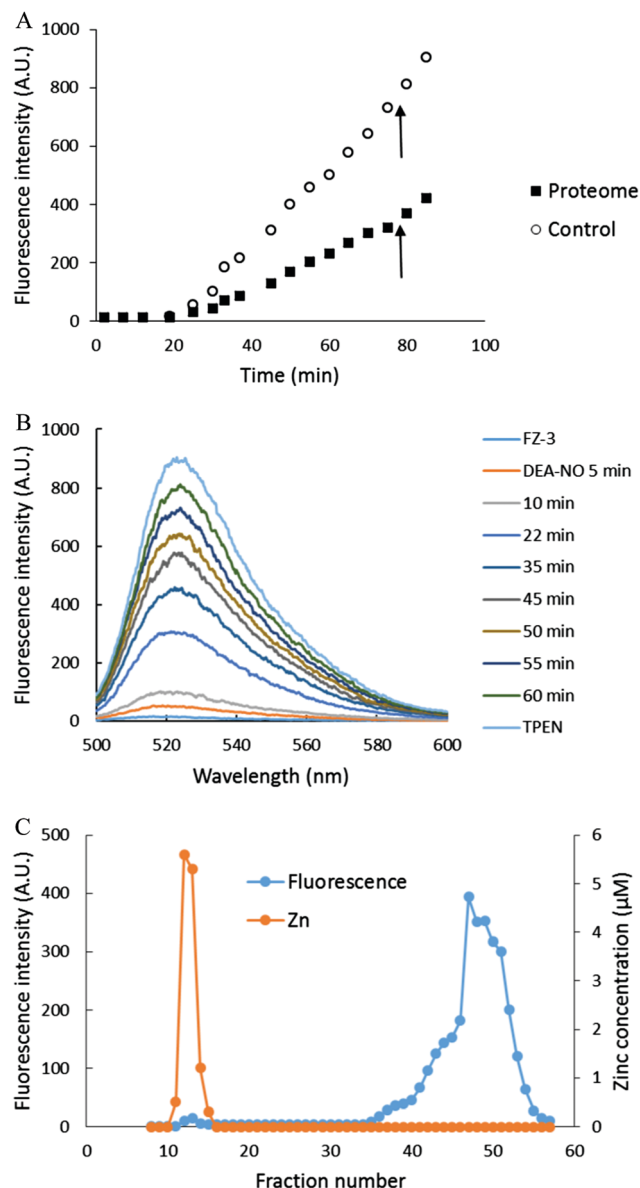 A
Fluorescence intensity (A.U.)
1000
800
600
400
200
0
0 20 40 60 80 100
Time (min)
Proteome
Control
B
Fluorescence intensity (A.U.)
1000
800
600
400
200
0
500 520 540 560 580 600
Wavelength (nm)
FZ-3
DEA-NO 5 min
10 min
22 min
35 min
45 min
50 min
55 min
60 min
TPEN
C
Fluorescence intensity (A.U.)
500
400
300
200
100
0
Fluorescence
Zn
6
5
4
3
2
1
0
Zinc concentration (μM)
0 10 20 30 40 50 60
Fraction number